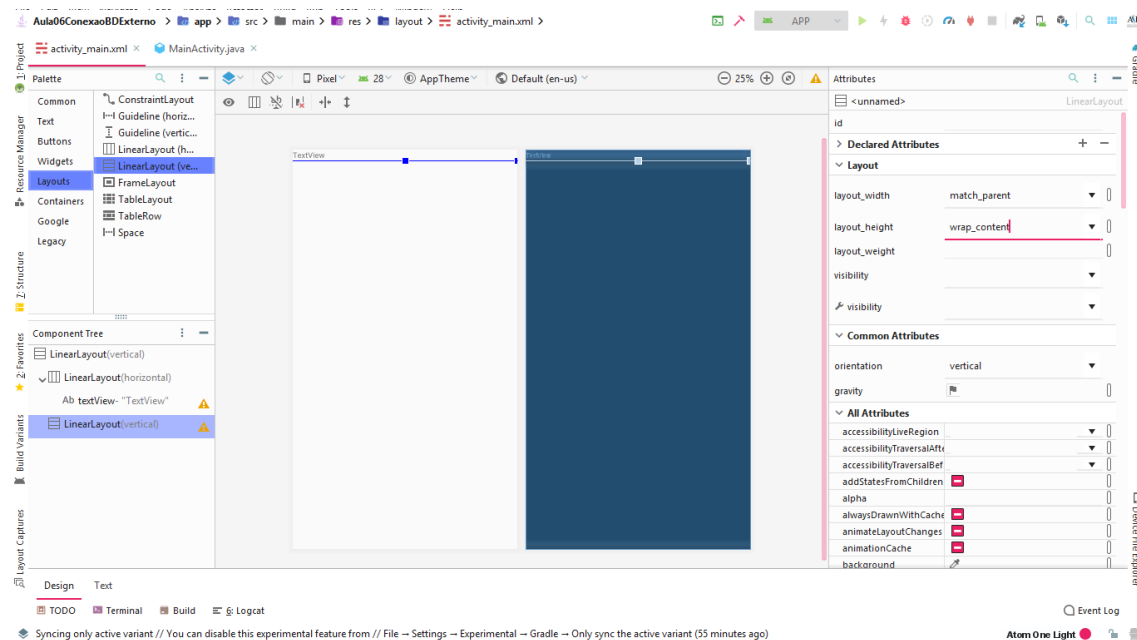 Aula06ConexaoBDExterno
app
src
main
res
layout
activity_main.xml
APP
activity_main.xml
MainActivity.java
1: Project
Resource Manager
Z: Structure
2: Favorites
Build Variants
Layout Captures
Gradle
Device File Explorer
Palette
Common
Text
Buttons
Widgets
Layouts
Containers
Google
Legacy
ConstraintLayout
Guideline (horiz...
Guideline (vertic...
LinearLayout (h...
LinearLayout (ve...
FrameLayout
TableLayout
TableRow
Space
Component Tree
LinearLayout(vertical)
LinearLayout(horizontal)
Ab textView- "TextView"
LinearLayout(vertical)
Pixel
28
AppTheme
Default (en-us)
25%
TextView
TextView
Attributes
<unnamed>
LinearLayout
id
Declared Attributes
Layout
layout_width match_parent
layout_height wrap_content
layout_weight
visibility
visibility
Common Attributes
orientation vertical
gravity
All Attributes
accessibilityLiveRegion
accessibilityTraversalAfte
accessibilityTraversalBef
addStatesFromChildren
alpha
alwaysDrawnWithCache
animateLayoutChanges
animationCache
background
Design Text
TODO Terminal Build 6: Logcat Event Log
Syncing only active variant // You can disable this experimental feature from // File → Settings → Experimental → Gradle → Only sync the active variant (55 minutes ago)
Atom One Light